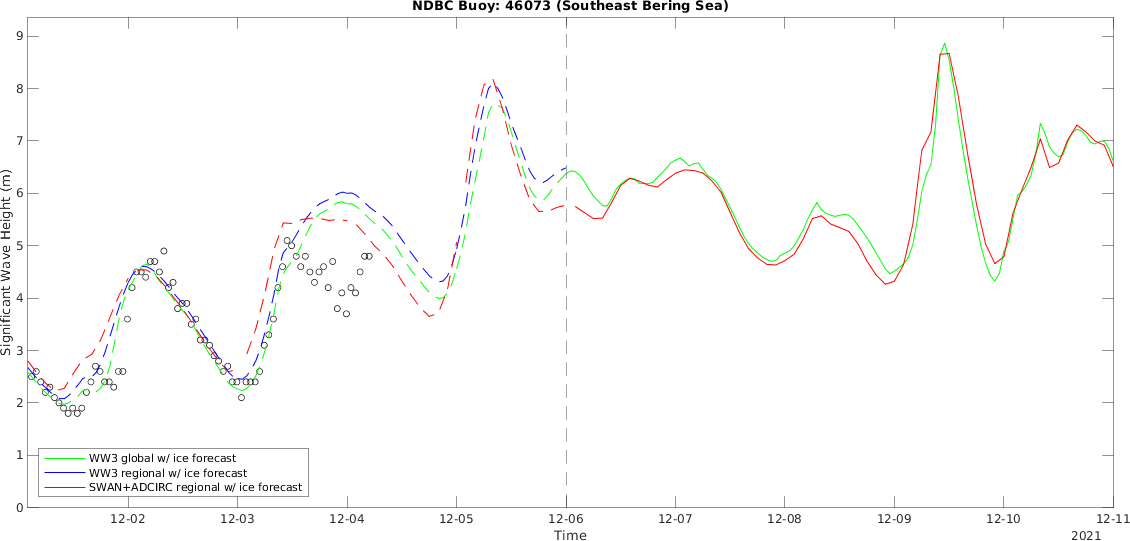 NDBC Buoy: 46073 (Southeast Bering Sea)
Significant Wave Height (m)
9
8
7
6
5
4
3
2
1
0
WW3 global w/ ice forecast
WW3 regional w/ ice forecast
SWAN+ADCIRC regional w/ ice forecast
12-02 12-03 12-04 12-05 12-06 12-07 12-08 12-09 12-10 12-11
Time
2021